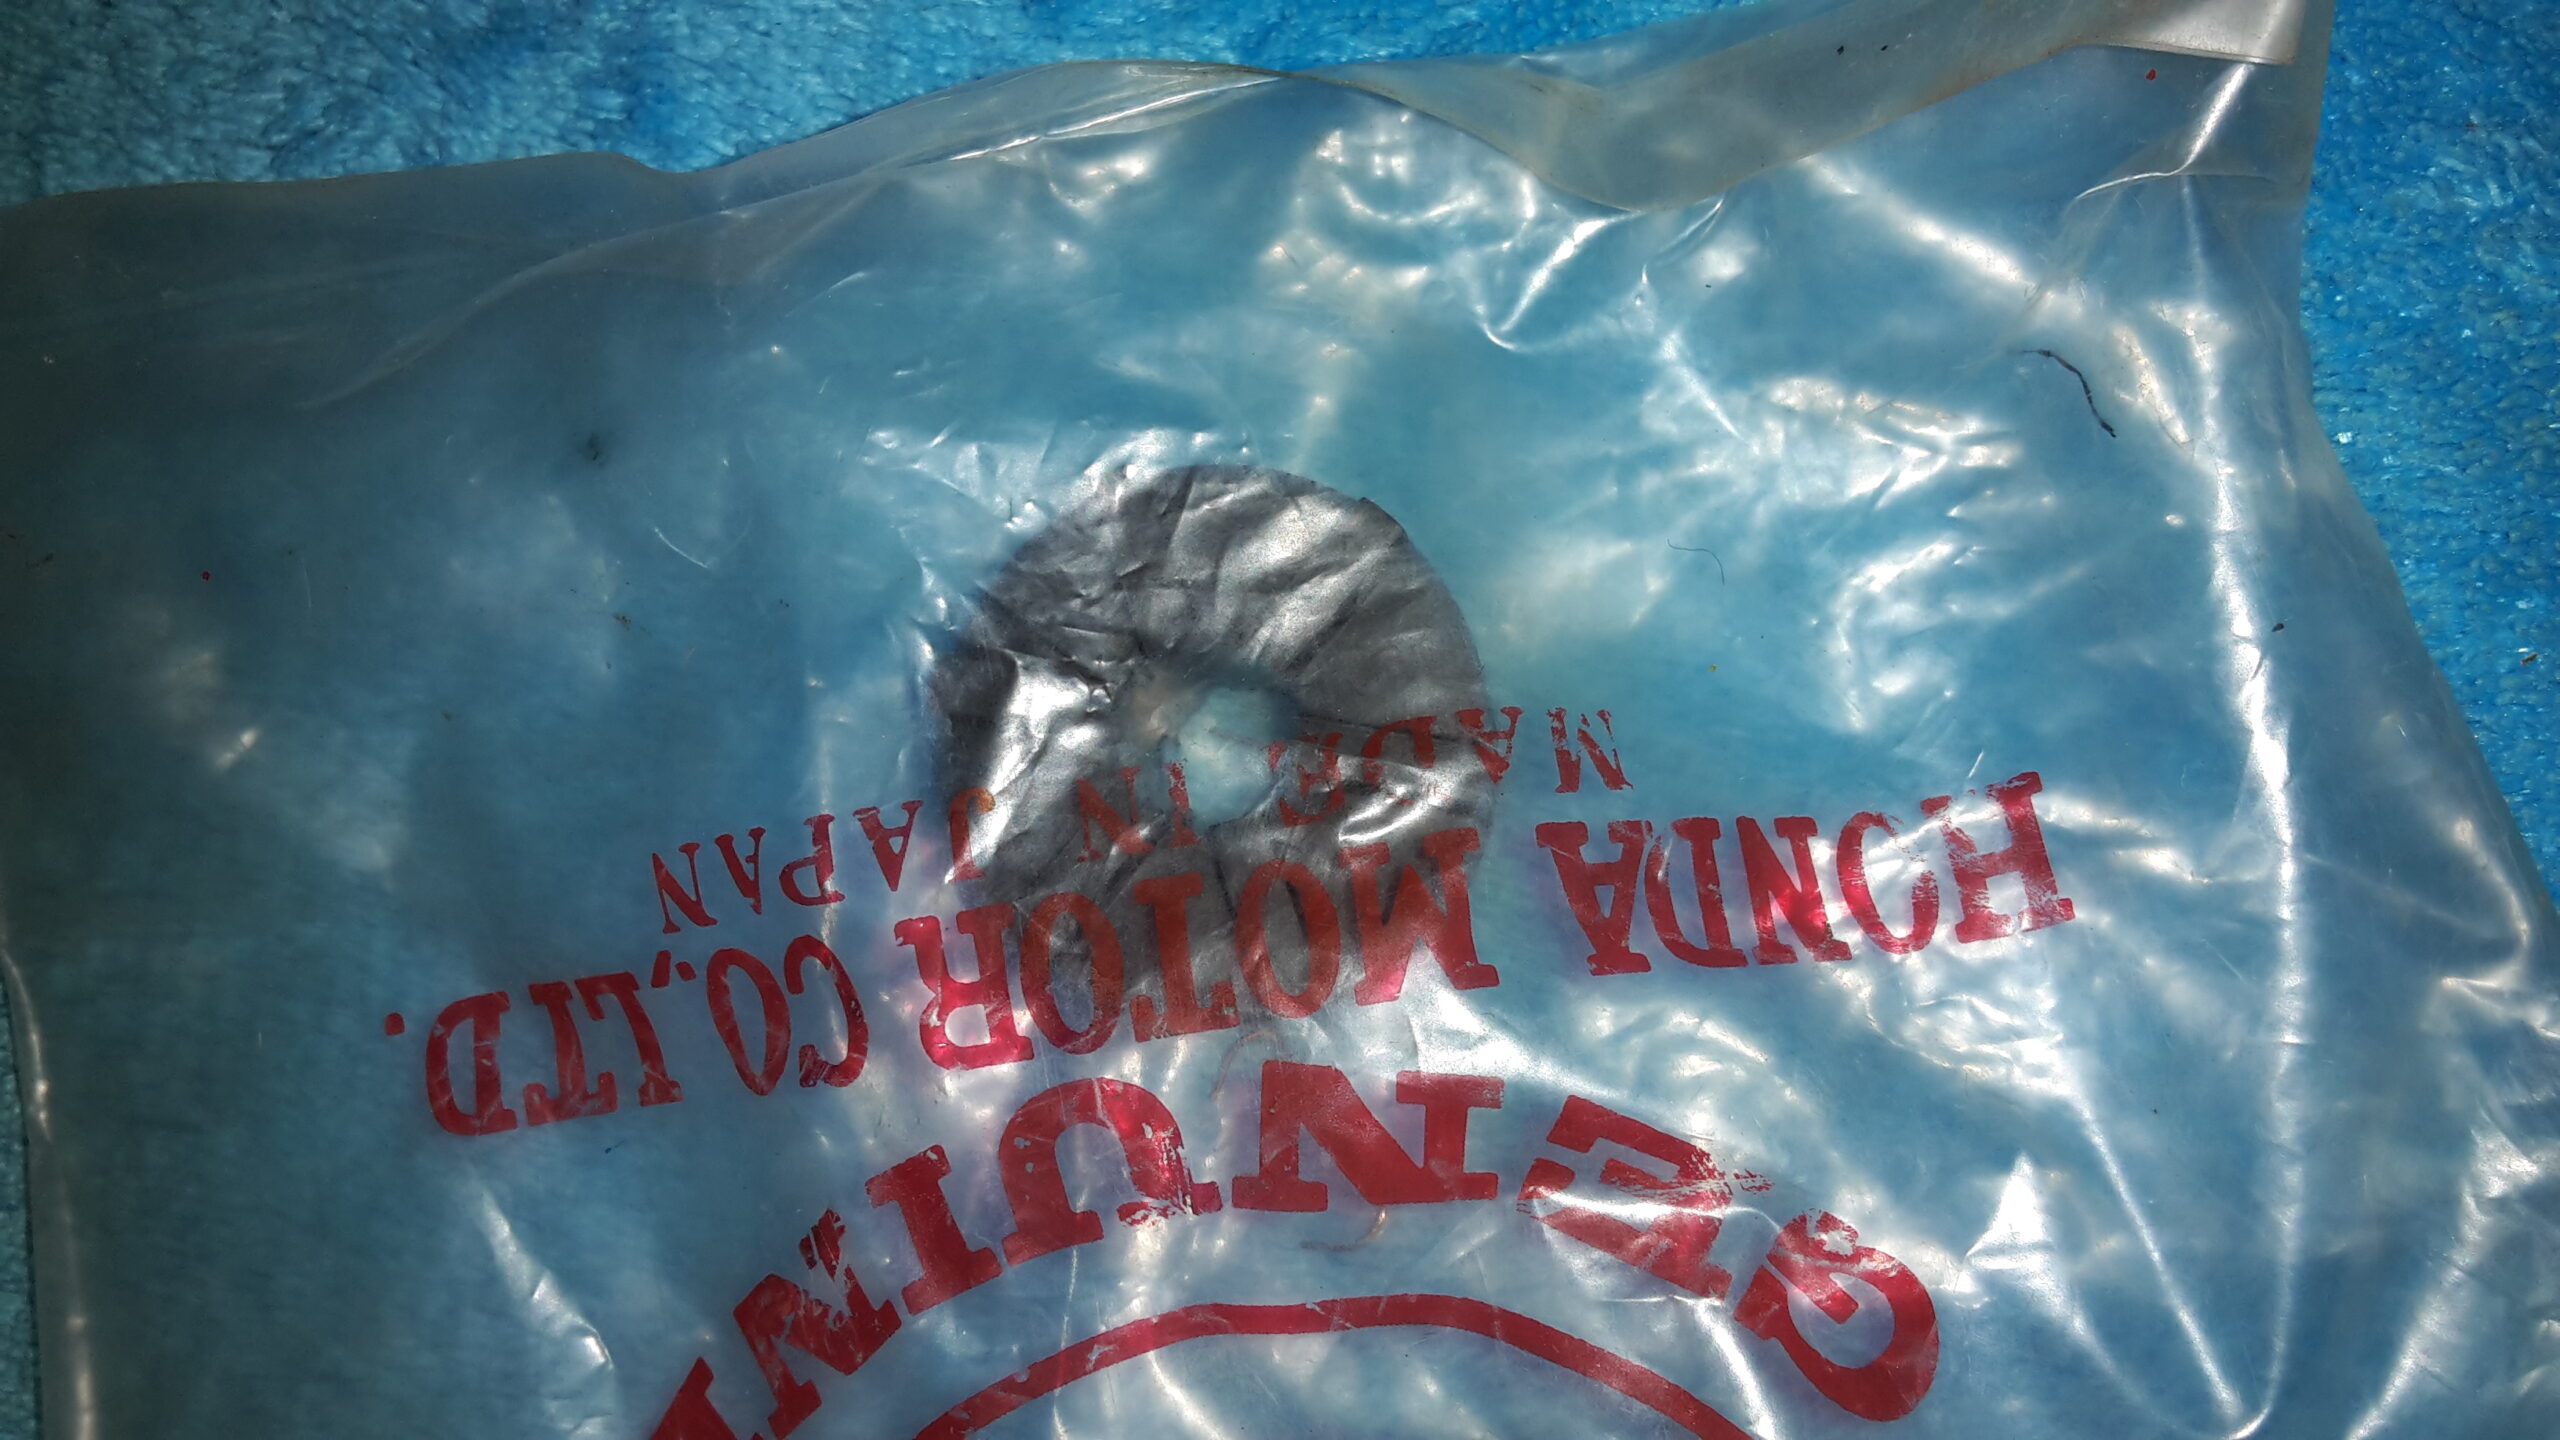 GENUINE
HONDA MOTOR CO.,LTD.
MADE IN JAPAN